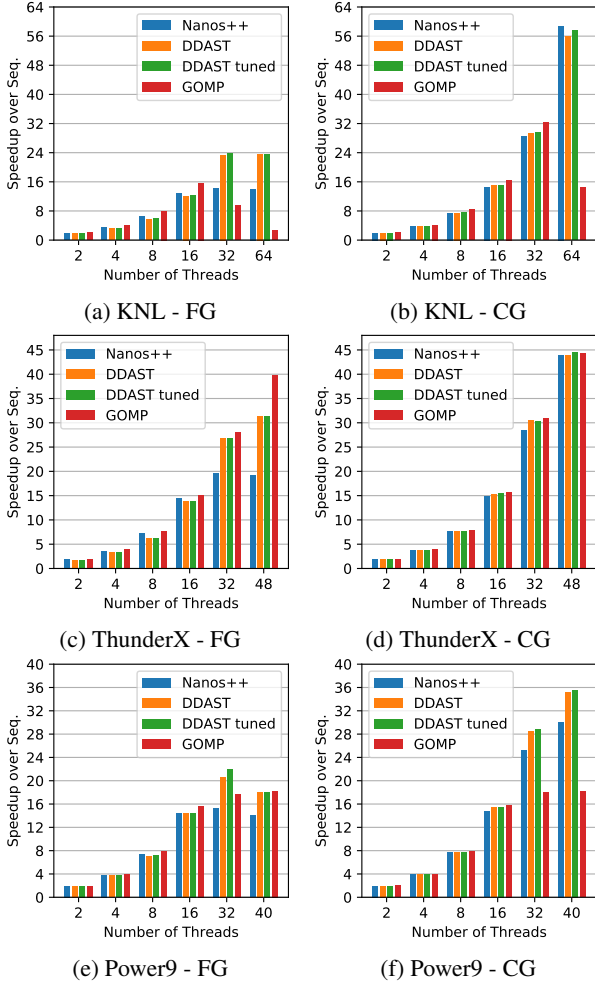 64
56
48
40
32
24
16
8
0
Speedup over Seq.
Nanos++
DDAST
DDAST tuned
GOMP
2 4 8 16 32 64
Number of Threads
(a) KNL - FG
64
56
48
40
32
24
16
8
0
Speedup over Seq.
Nanos++
DDAST
DDAST tuned
GOMP
2 4 8 16 32 64
Number of Threads
(b) KNL - CG
45
40
35
30
25
20
15
10
5
0
Speedup over Seq.
Nanos++
DDAST
DDAST tuned
GOMP
2 4 8 16 32 48
Number of Threads
(c) ThunderX - FG
45
40
35
30
25
20
15
10
5
0
Speedup over Seq.
Nanos++
DDAST
DDAST tuned
GOMP
2 4 8 16 32 48
Number of Threads
(d) ThunderX - CG
40
36
32
28
24
20
16
12
8
4
0
Speedup over Seq.
Nanos++
DDAST
DDAST tuned
GOMP
2 4 8 16 32 40
Number of Threads
(e) Power9 - FG
40
36
32
28
24
20
16
12
8
4
0
Speedup over Seq.
Nanos++
DDAST
DDAST tuned
GOMP
2 4 8 16 32 40
Number of Threads
(f) Power9 - CG